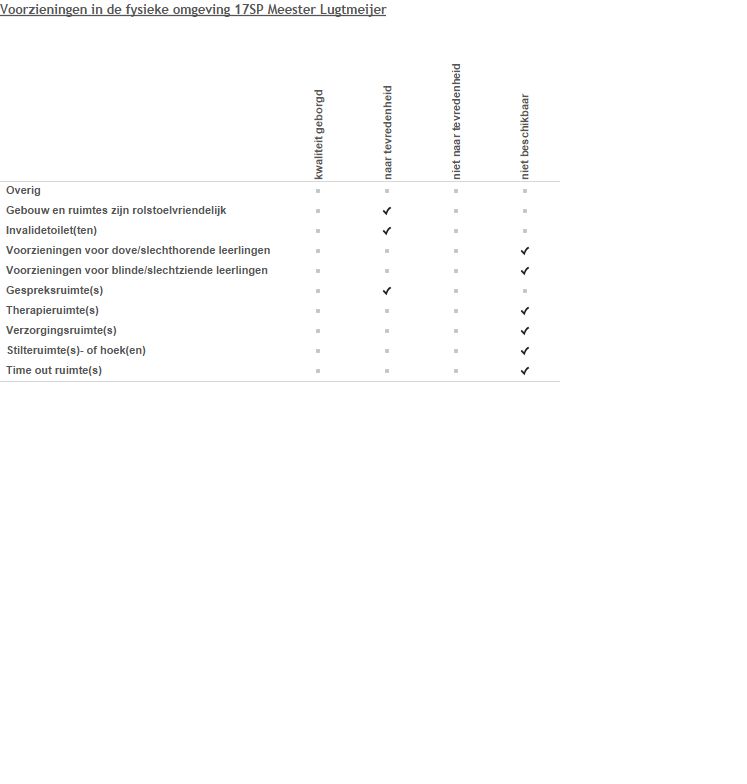 Voorzieningen in de fysieke omgeving 17SP Meester Lugtmeijer
kwaliteit geborgd
naar tevredenheid
niet naar tevredenheid
niet beschikbaar
Overig
Gebouw en ruimtes zijn rolstoelvriendelijk
Invalidetoilet(ten)
Voorzieningen voor dove/slechthorende leerlingen
Voorzieningen voor blinde/slechtziende leerlingen
Gespreksruimte(s)
Therapieruimte(s)
Verzorgingsruimte(s)
Stilteruimte(s)- of hoek(en)
Time out ruimte(s)